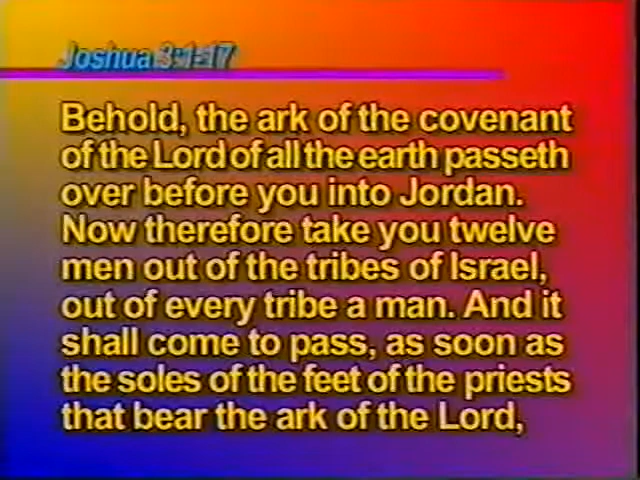 Joshua 3:1-17
Behold, the ark of the covenant
of the Lord of all the earth passeth
over before you into Jordan.
Now therefore take you twelve
men out of the tribes of Israel,
out of every tribe a man. And it
shall come to pass, as soon as
the soles of the feet of the priests
that bear the ark of the Lord,